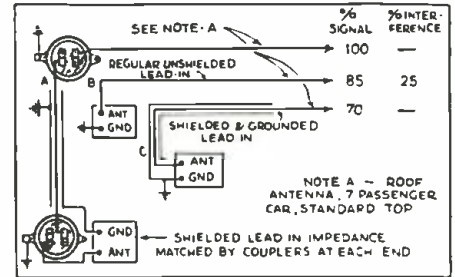 % SIGNAL
% INTER- FERENCE
SEE NOTE - A
100 —
REGULAR UNSHIELDED
LEAD-IN
A
B
85 25
ANT
GND
70 —
SHIELDED & GROUNDED
LEAD IN
C
ANT
GND
NOTE A - ROOF
ANTENNA, 7 PASSENGER
CAR, STANDARD TOP
GND
ANT
SHIELDED LEAD IN IMPEDANCE
MATCHED BY COUPLERS AT EACH END